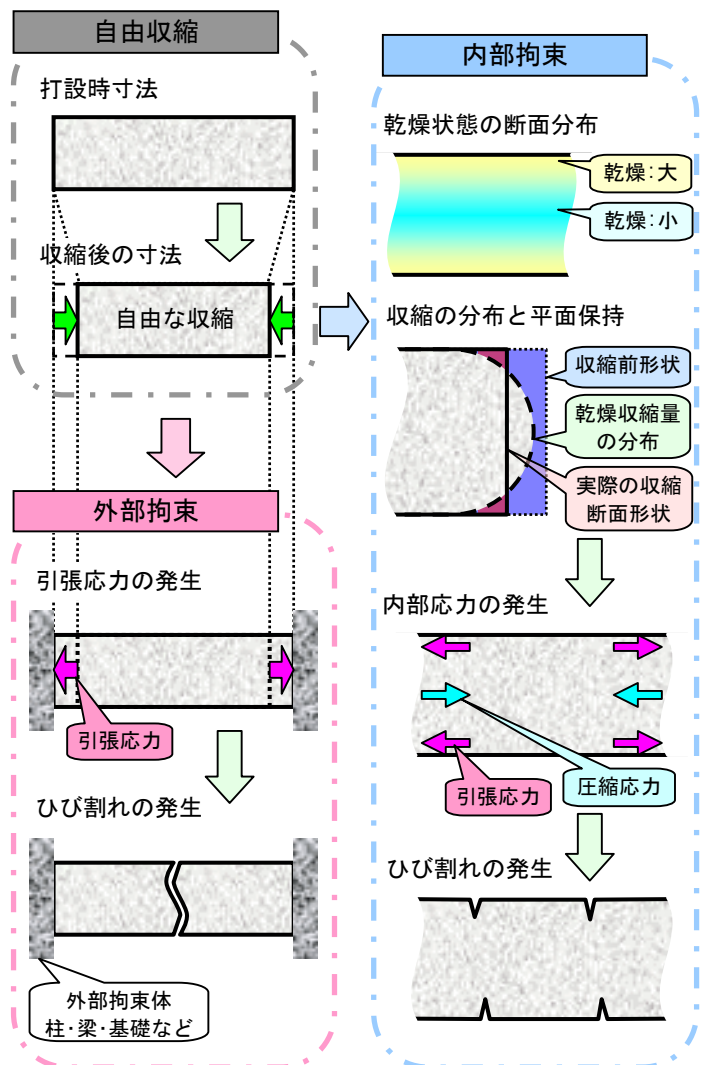 自由収縮
打設時寸法
収縮後の寸法
自由な収縮
外部拘束
引張応力の発生
引張応力
ひび割れの発生
外部拘束体
柱・梁・基礎など
内部拘束
乾燥状態の断面分布
乾燥：大
乾燥：小
収縮の分布と平面保持
収縮前形状
乾燥収縮量
の分布
実際の収縮
断面形状
内部応力の発生
引張応力
圧縮応力
ひび割れの発生